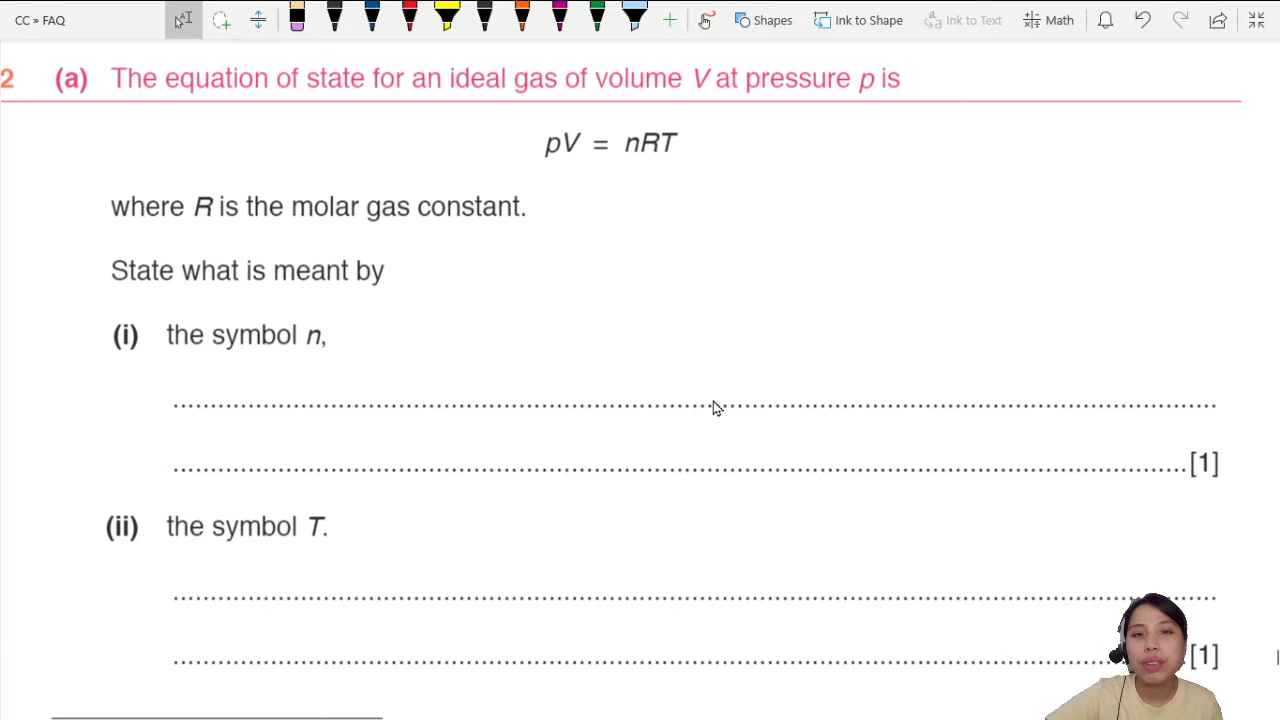 CC » FAQ
Shapes
Ink to Shape
Ink to Text
Math
2 (a) The equation of state for an ideal gas of volume V at pressure p is
pV = nRT
where R is the molar gas constant.
State what is meant by
(i) the symbol n,
[1]
(ii) the symbol T.
[1]